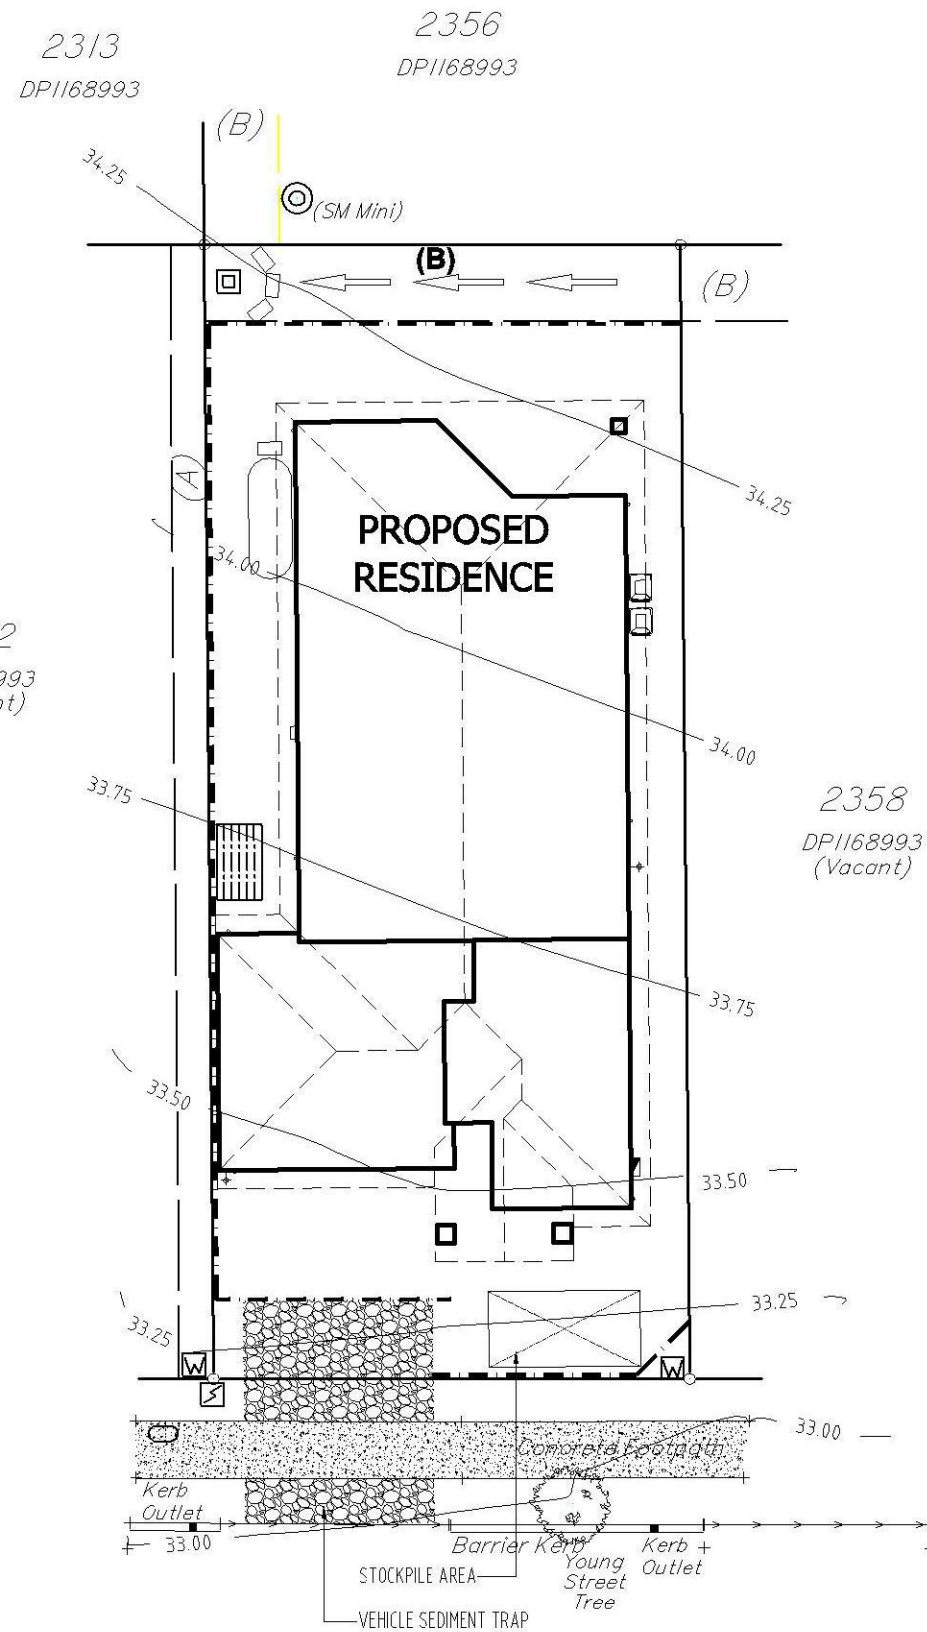 2313
DP1168993
2356
DP1168993
(B)
34.25
(SM Mini)
(B)
(B)
A
34.25
PROPOSED
RESIDENCE
34.00
2
993
t)
34.00
33.75
2358
DP1168993
(Vacant)
33.75
33.50
33.50
33.25
33.25
W
W
33.00
Concrete Footpath
Kerb
Outlet
33.00
Barrier Kerb
Kerb
Outlet
Young
Street
Tree
STOCKPILE AREA
VEHICLE SEDIMENT TRAP